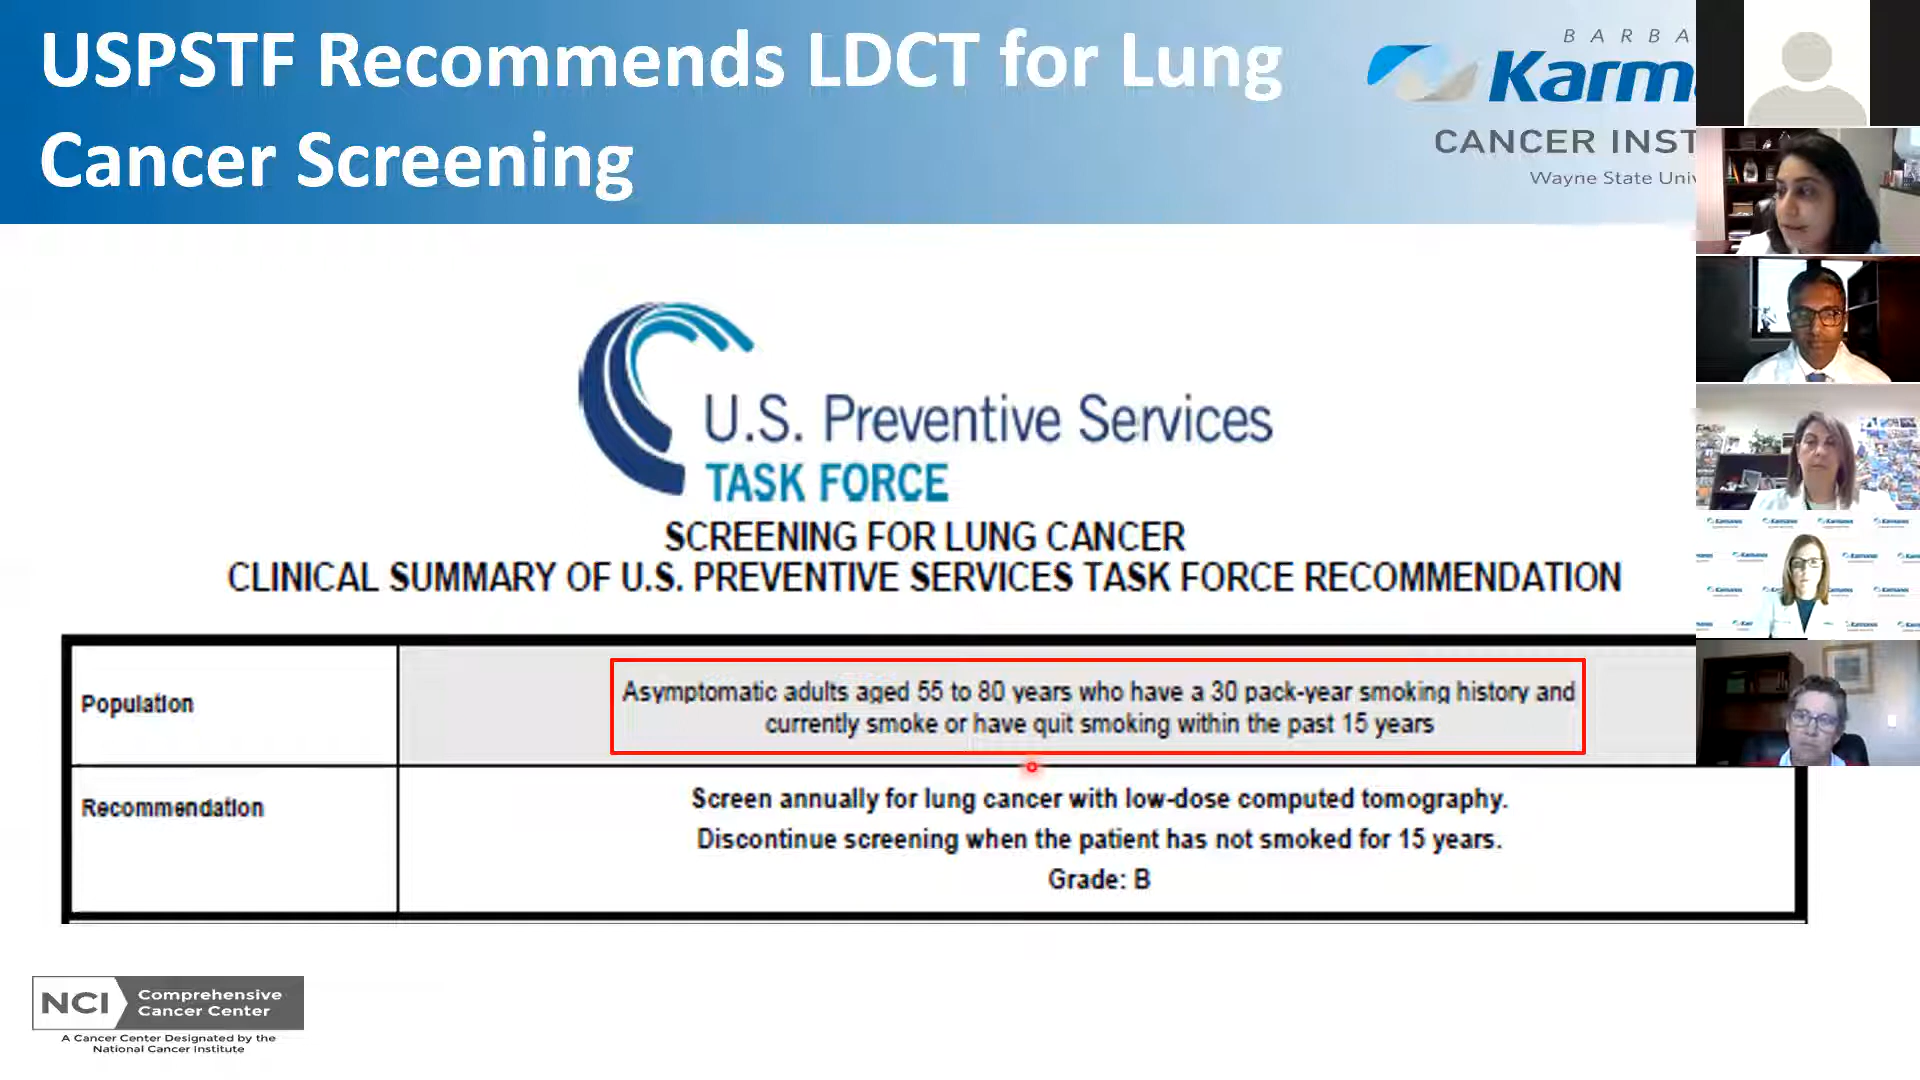 USPSTF Recommends LDCT for Lung
Cancer Screening
BARBA
Karm
CANCER INST
Wayne State Univ
U.S. Preventive Services
TASK FORCE
SCREENING FOR LUNG CANCER
CLINICAL SUMMARY OF U.S. PREVENTIVE SERVICES TASK FORCE RECOMMENDATION
Population
Asymptomatic adults aged 55 to 80 years who have a 30 pack-year smoking history and
currently smoke or have quit smoking within the past 15 years
Recommendation
Screen annually for lung cancer with low-dose computed tomography.
Discontinue screening when the patient has not smoked for 15 years.
Grade: B
NCI
Comprehensive
Cancer Center
A Cancer Center Designated by the
National Cancer Institute